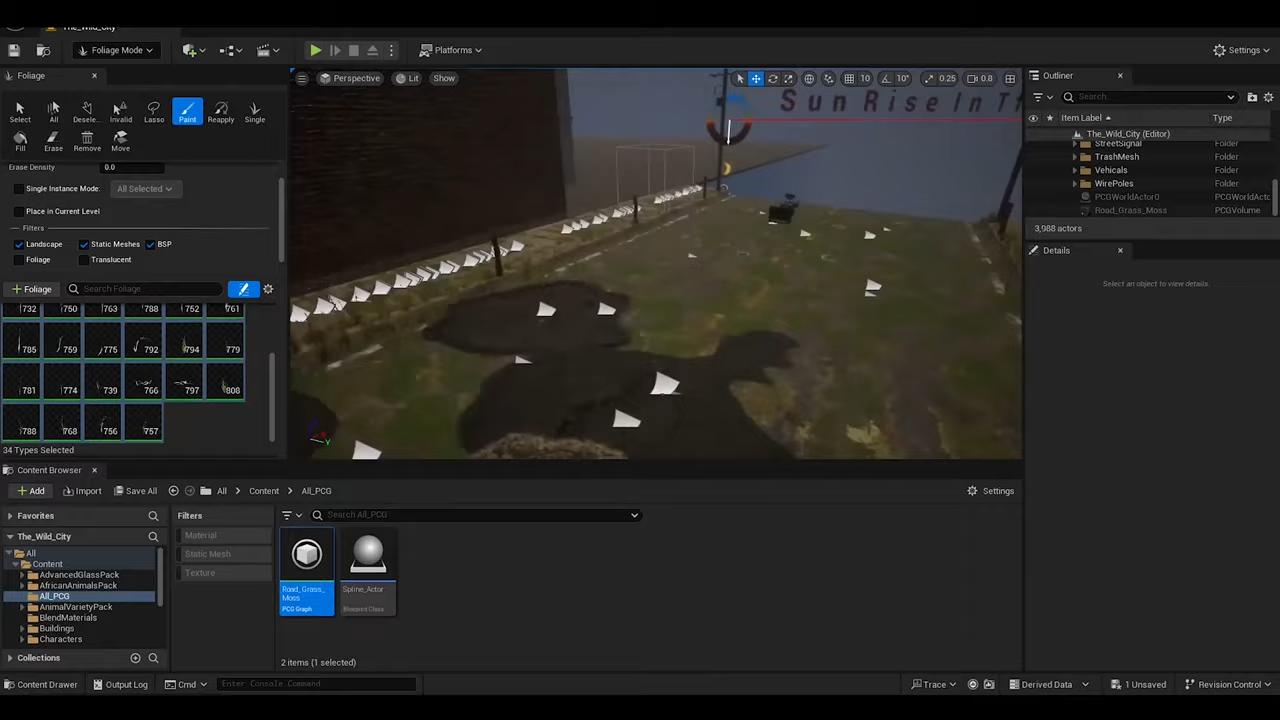 The_Wild_City
Foliage Mode
Platforms
Settings
Foliage
Select
All
Desele..
Invalid
Lasso
Paint
Reapply
Single
Fill
Erase
Remove
Move
Erase Density
0.0
Single Instance Mode:
All Selected
Place in Current Level
Filters
Landscape
Static Meshes
BSP
Foliage
Translucent
+ Foliage
Search Foliage
732 750 763 788 752 761
785 759 775 792 794 779
781 774 739 766 797 808
788 768 756 757
34 Types Selected
Perspective
Lit
Show
10
10°
0.25
0.8
Sun Rise In T
Outliner
Search...
Item Label
Type
The_Wild_City (Editor)
StreetSignal Folder
TrashMesh Folder
Vehicals Folder
WirePoles Folder
PCGWorldActor0 PCGWorldActc
Road_Grass_Moss PCGVolume
3,988 actors
Details
Select an object to view details.
Content Browser
+ Add
Import
Save All
All > Content > All_PCG
Settings
Favorites
The_Wild_City
All
Content
AdvancedGlassPack
AfricanAnimalsPack
All_PCG
AnimalVarietyPack
BlendMaterials
Buildings
Characters
Collections
Filters
Material
Static Mesh
Texture
Search All_PCG
Road_Grass_
Moss
PCG Graph
Spline_Actor
Blueprint Class
2 items (1 selected)
Content Drawer
Output Log
Cmd
Enter Console Command
Trace
Derived Data
1 Unsaved
Revision Control